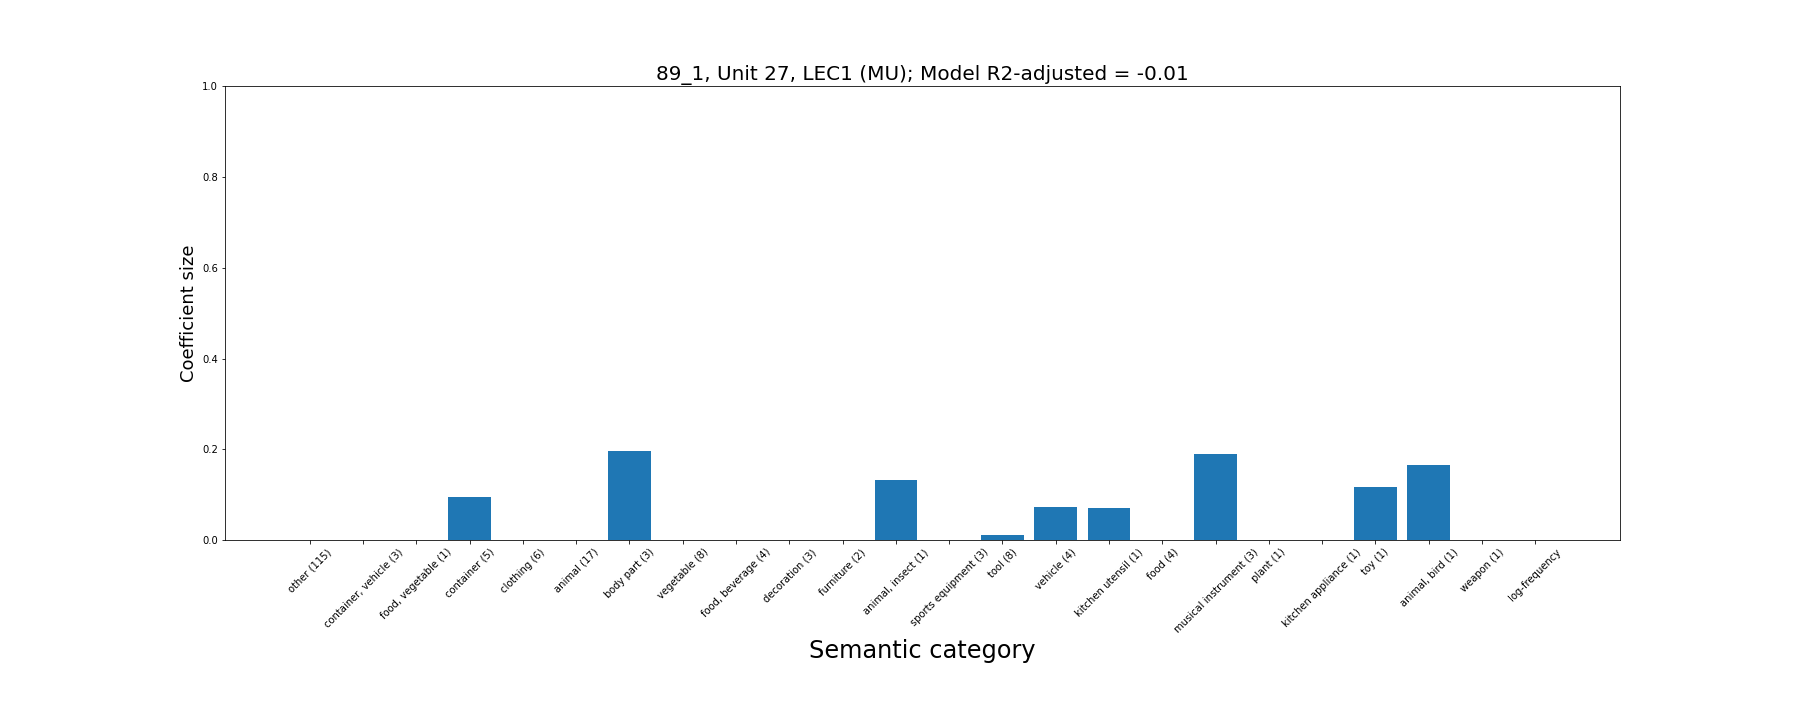 89_1, Unit 27, LEC1 (MU); Model R2-adjusted = -0.01
1.0
0.8
0.6
0.4
0.2
0.0
Coefficient size
other (115)
container, vehicle (3)
food, vegetable (1)
container (5)
clothing (6)
animal (17)
body part (3)
vegetable (8)
food, beverage (4)
decoration (3)
furniture (2)
animal, insect (1)
sports equipment (3)
tool (8)
vehicle (4)
kitchen utensil (1)
food (4)
musical instrument (3)
plant (1)
kitchen appliance (1)
toy (1)
animal, bird (1)
weapon (1)
log-frequency
Semantic category